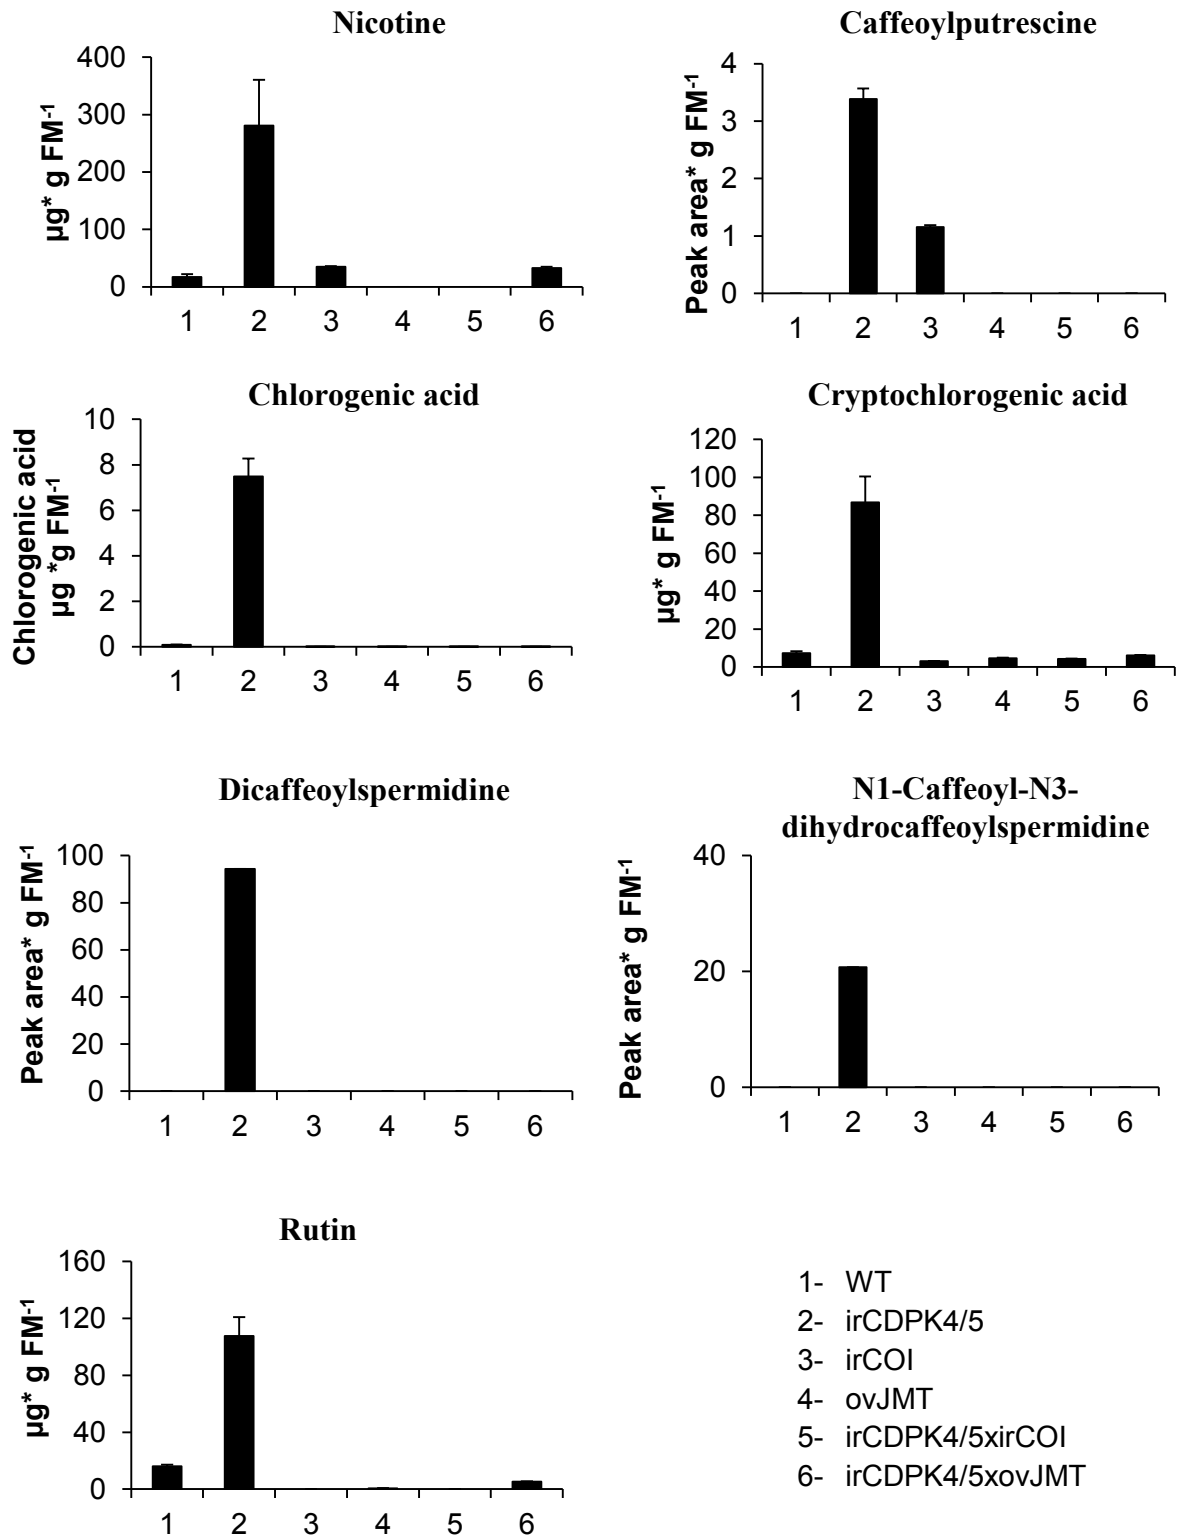 Nicotine
µg* g FM⁻¹
400
300
200
100
0
1 2 3 4 5 6
Caffeoylputrescine
Peak area* g FM⁻¹
4
3
2
1
0
1 2 3 4 5 6
Chlorogenic acid
Chlorogenic acid
µg *g FM⁻¹
10
8
6
4
2
0
1 2 3 4 5 6
Cryptochlorogenic acid
µg* g FM⁻¹
120
100
80
60
40
20
0
1 2 3 4 5 6
Dicaffeoylspermidine
Peak area* g FM⁻¹
100
80
60
40
20
0
1 2 3 4 5 6
N1-Caffeoyl-N3-
dihydrocaffeoylspermidine
Peak area* g FM⁻¹
40
20
0
1 2 3 4 5 6
Rutin
µg* g FM⁻¹
160
120
80
40
0
1 2 3 4 5 6
1- WT
2- irCDPK4/5
3- irCOI
4- ovJMT
5- irCDPK4/5xirCOI
6- irCDPK4/5xovJMT